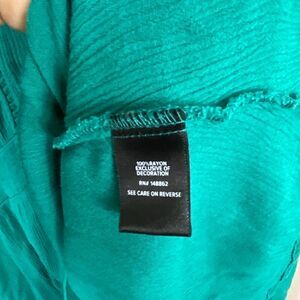 100% RAYON
EXCLUSIVE OF
DECORATION
RN# 148862
SEE CARE ON REVERSE